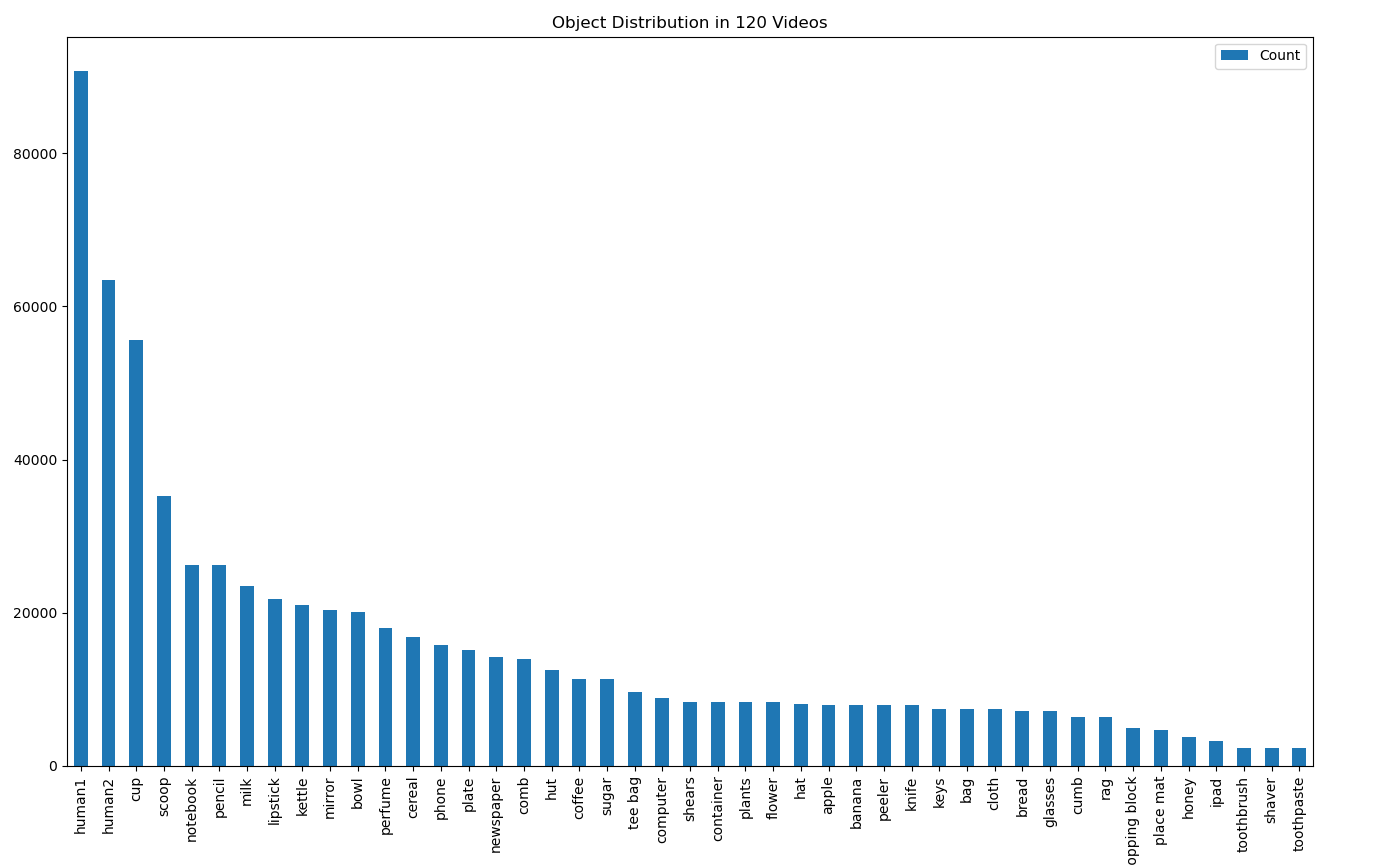 Object Distribution in 120 Videos
Count
80000
60000
40000
20000
0
human1
human2
cup
scoop
notebook
pencil
milk
lipstick
kettle
mirror
bowl
perfume
cereal
phone
plate
newspaper
comb
hut
coffee
sugar
tee bag
computer
shears
container
plants
flower
hat
apple
banana
peeler
knife
keys
bag
cloth
bread
glasses
cumb
rag
opping block
place mat
honey
ipad
toothbrush
shaver
toothpaste